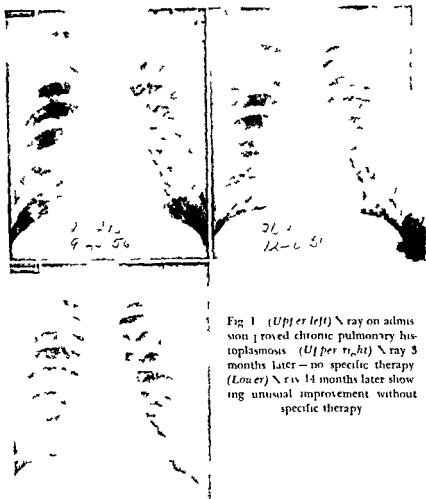 Fig 1 (Upper left) X ray on admis
sion proved chronic pulmonary his-
toplasmosis (Upper right) X ray 3
months later — no specific therapy
(Lower) X ray 14 months later show
ing unusual improvement without
specific therapy